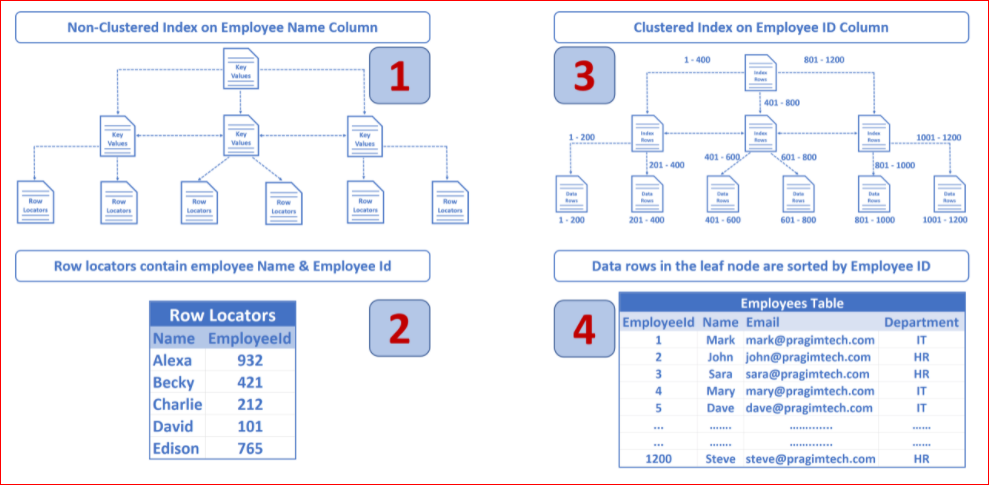 Non-Clustered Index on Employee Name Column
1
Key
Values
Key
Values
Key
Values
Key
Values
Row
Locators
Row
Locators
Row
Locators
Row
Locators
Row
Locators
Row
Locators
Row locators contain employee Name & Employee Id
2
Row Locators
Name EmployeeId
Alexa 932
Becky 421
Charlie 212
David 101
Edison 765
Clustered Index on Employee ID Column
3
1 - 400
801 - 1200
Index
Rows
401 - 800
Index
Rows
Index
Rows
Index
Rows
1 - 200
201 - 400
401 - 600
601 - 800
801 - 1000
1001 - 1200
Data
Rows
Data
Rows
Data
Rows
Data
Rows
Data
Rows
Data
Rows
1 - 200
201 - 400
401 - 600
601 - 800
801 - 1000
1001 - 1200
Data rows in the leaf node are sorted by Employee ID
4
Employees Table
EmployeeId Name Email Department
1 Mark mark@pragimtech.com IT
2 John john@pragimtech.com HR
3 Sara sara@pragimtech.com HR
4 Mary mary@pragimtech.com IT
5 Dave dave@pragimtech.com IT
... ....... ............. ......
... ....... ............. ......
1200 Steve steve@pragimtech.com HR